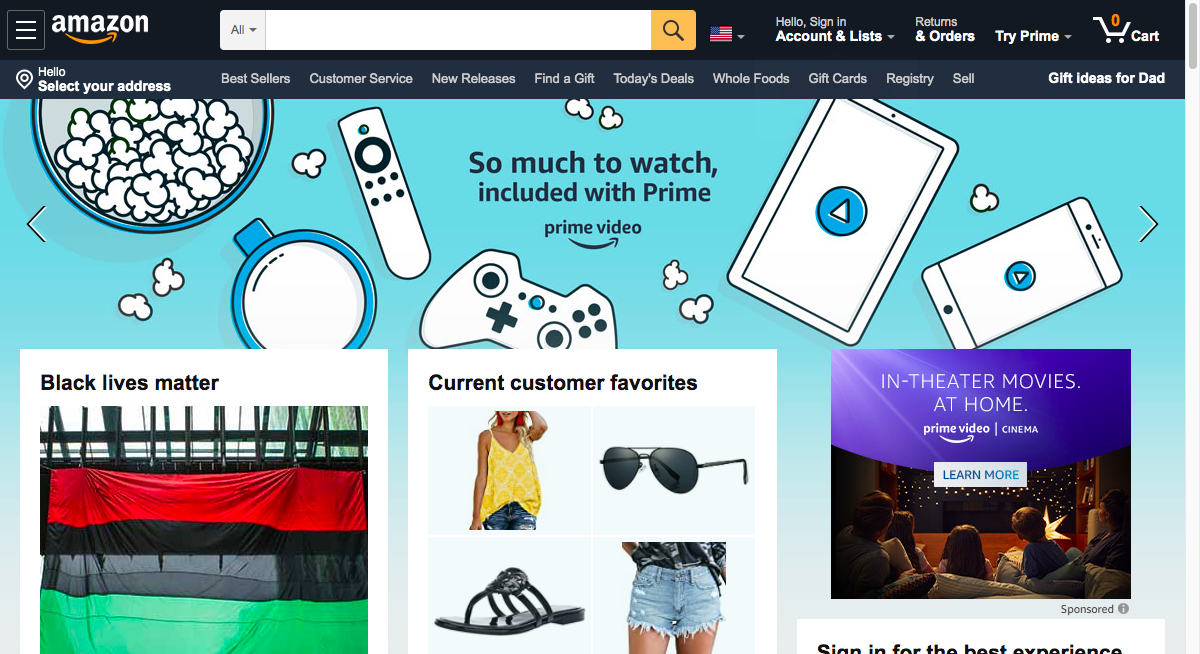 amazon
All
Hello, Sign in
Account & Lists
Returns
& Orders
Try Prime
0
Cart
Hello
Select your address
Best Sellers
Customer Service
New Releases
Find a Gift
Today's Deals
Whole Foods
Gift Cards
Registry
Sell
Gift ideas for Dad
So much to watch,
included with Prime
prime video
Black lives matter
Current customer favorites
IN-THEATER MOVIES.
AT HOME.
prime video | CINEMA
LEARN MORE
Sponsored
Sign in for the best experience